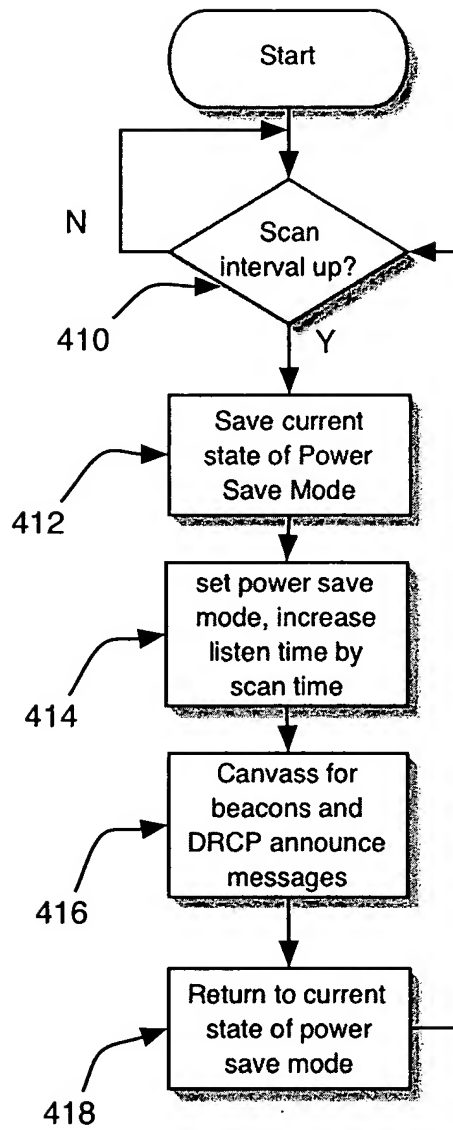 Start
N
Scan
interval up?
410
Y
Save current
state of Power
Save Mode
412
set power save
mode, increase
listen time by
scan time
414
Canvass for
beacons and
DRCP announce
messages
416
Return to current
state of power
save mode
418